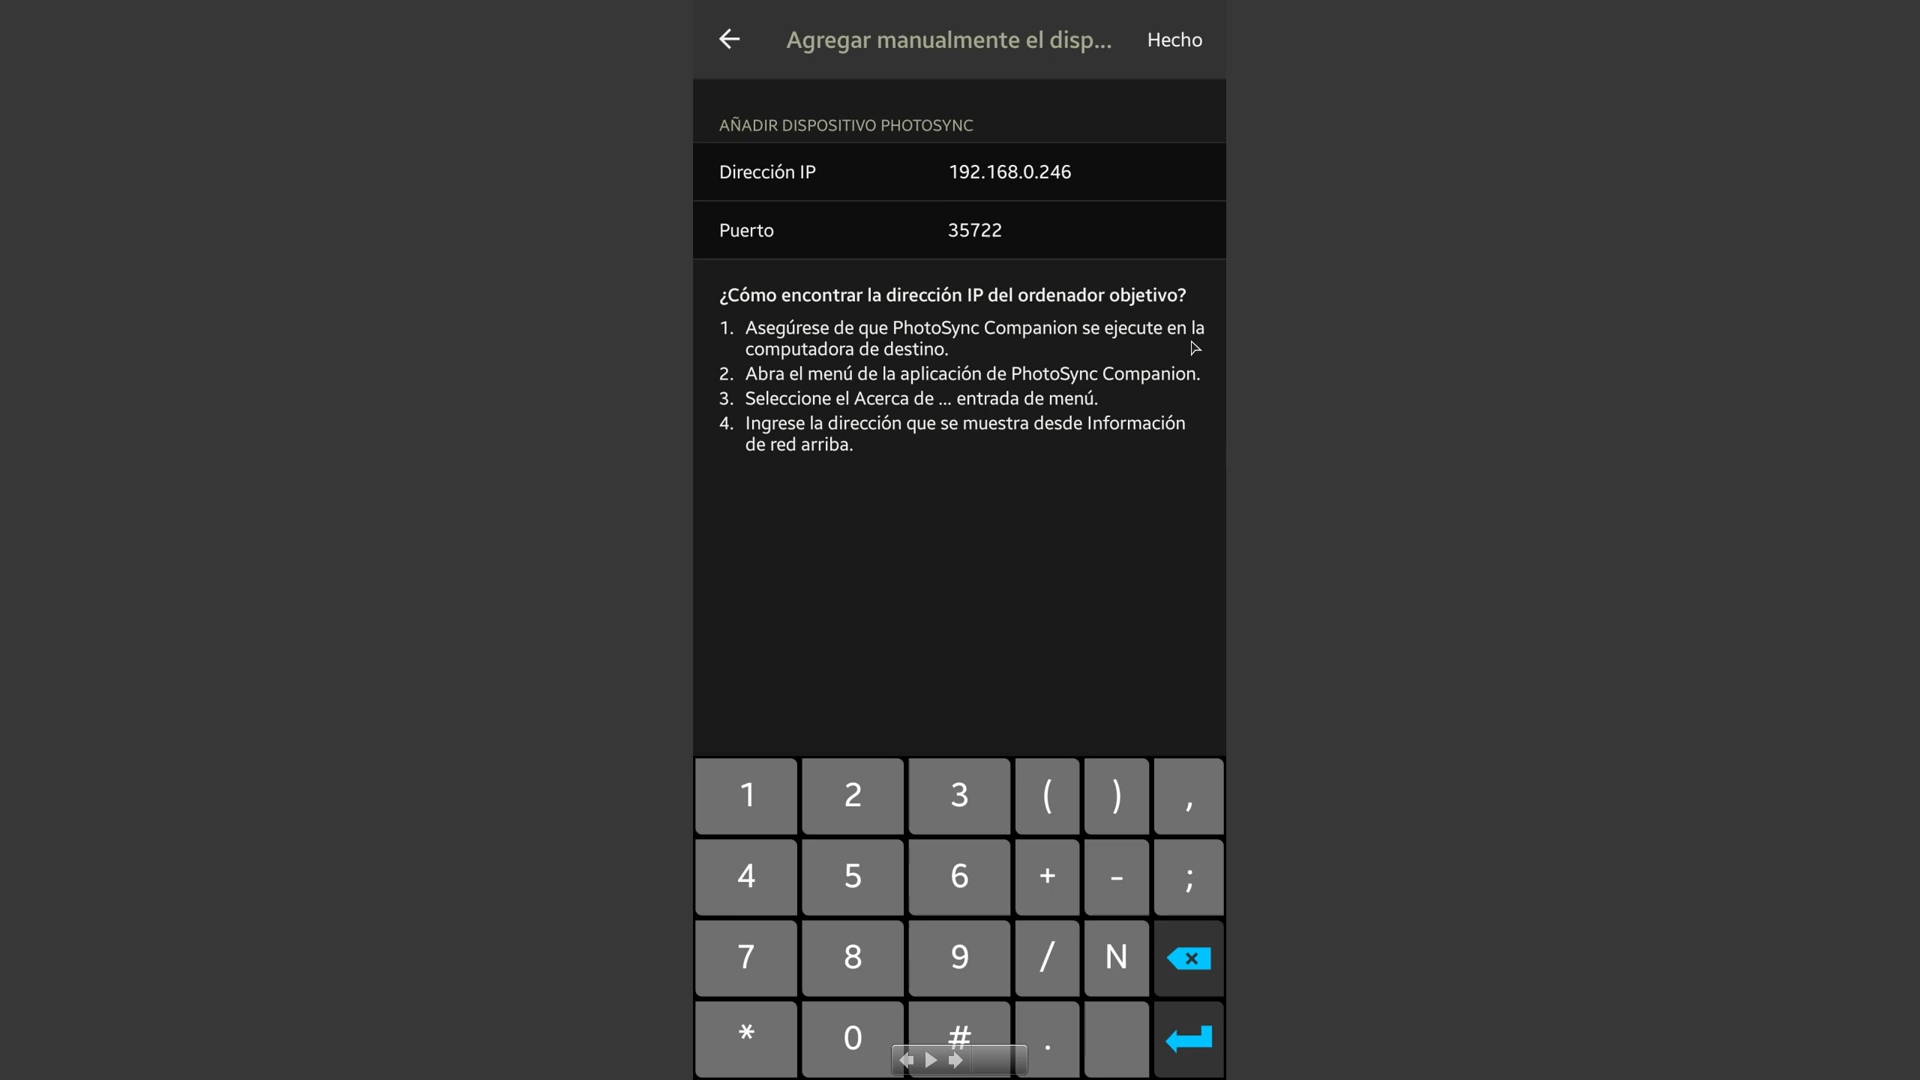 Agregar manualmente el disp...
Hecho
AÑADIR DISPOSITIVO PHOTOSYNC
Dirección IP 192.168.0.246
Puerto 35722
¿Cómo encontrar la dirección IP del ordenador objetivo?
1. Asegúrese de que PhotoSync Companion se ejecute en la
computadora de destino.
2. Abra el menú de la aplicación de PhotoSync Companion.
3. Seleccione el Acerca de ... entrada de menú.
4. Ingrese la dirección que se muestra desde Información
de red arriba.
1 2 3 ( ) ,
4 5 6 + - ;
7 8 9 / N
* 0 # .